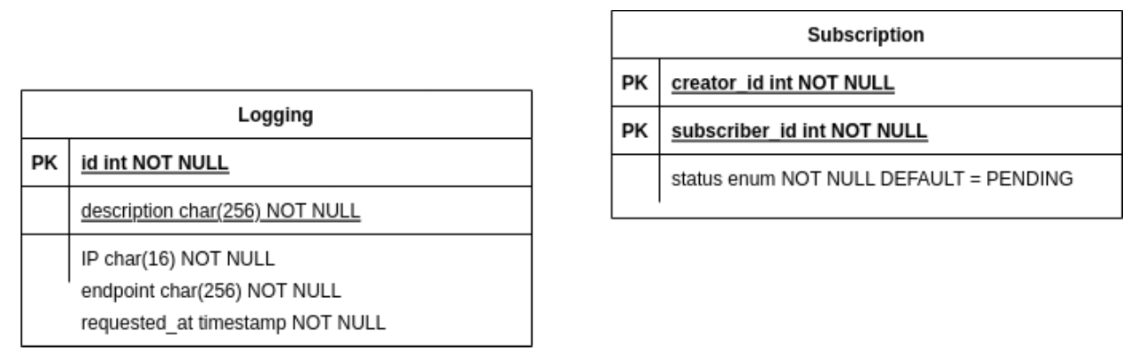 Logging
PK id int NOT NULL
description char(256) NOT NULL
IP char(16) NOT NULL
endpoint char(256) NOT NULL
requested_at timestamp NOT NULL
Subscription
PK creator_id int NOT NULL
PK subscriber_id int NOT NULL
status enum NOT NULL DEFAULT = PENDING